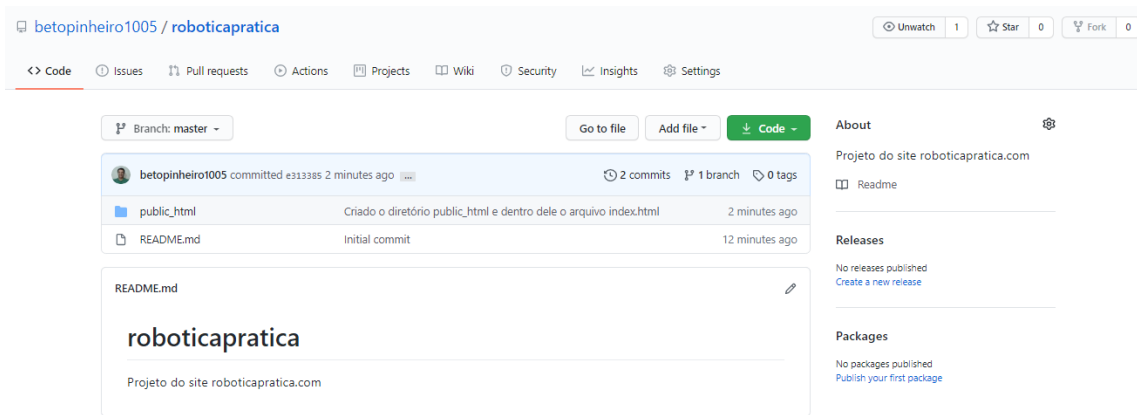 betopinheiro1005 / roboticapratica
Unwatch 1 Star 0 Fork 0
Code Issues Pull requests Actions Projects Wiki Security Insights Settings
Branch: master Go to file Add file Code
betopinheiro1005 committed e313385 2 minutes ago ... 2 commits 1 branch 0 tags
public_html Criado o diretório public_html e dentro dele o arquivo index.html 2 minutes ago
README.md Initial commit 12 minutes ago
README.md
roboticapratica
Projeto do site roboticapratica.com
About
Projeto do site roboticapratica.com
Readme
Releases
No releases published
Create a new release
Packages
No packages published
Publish your first package